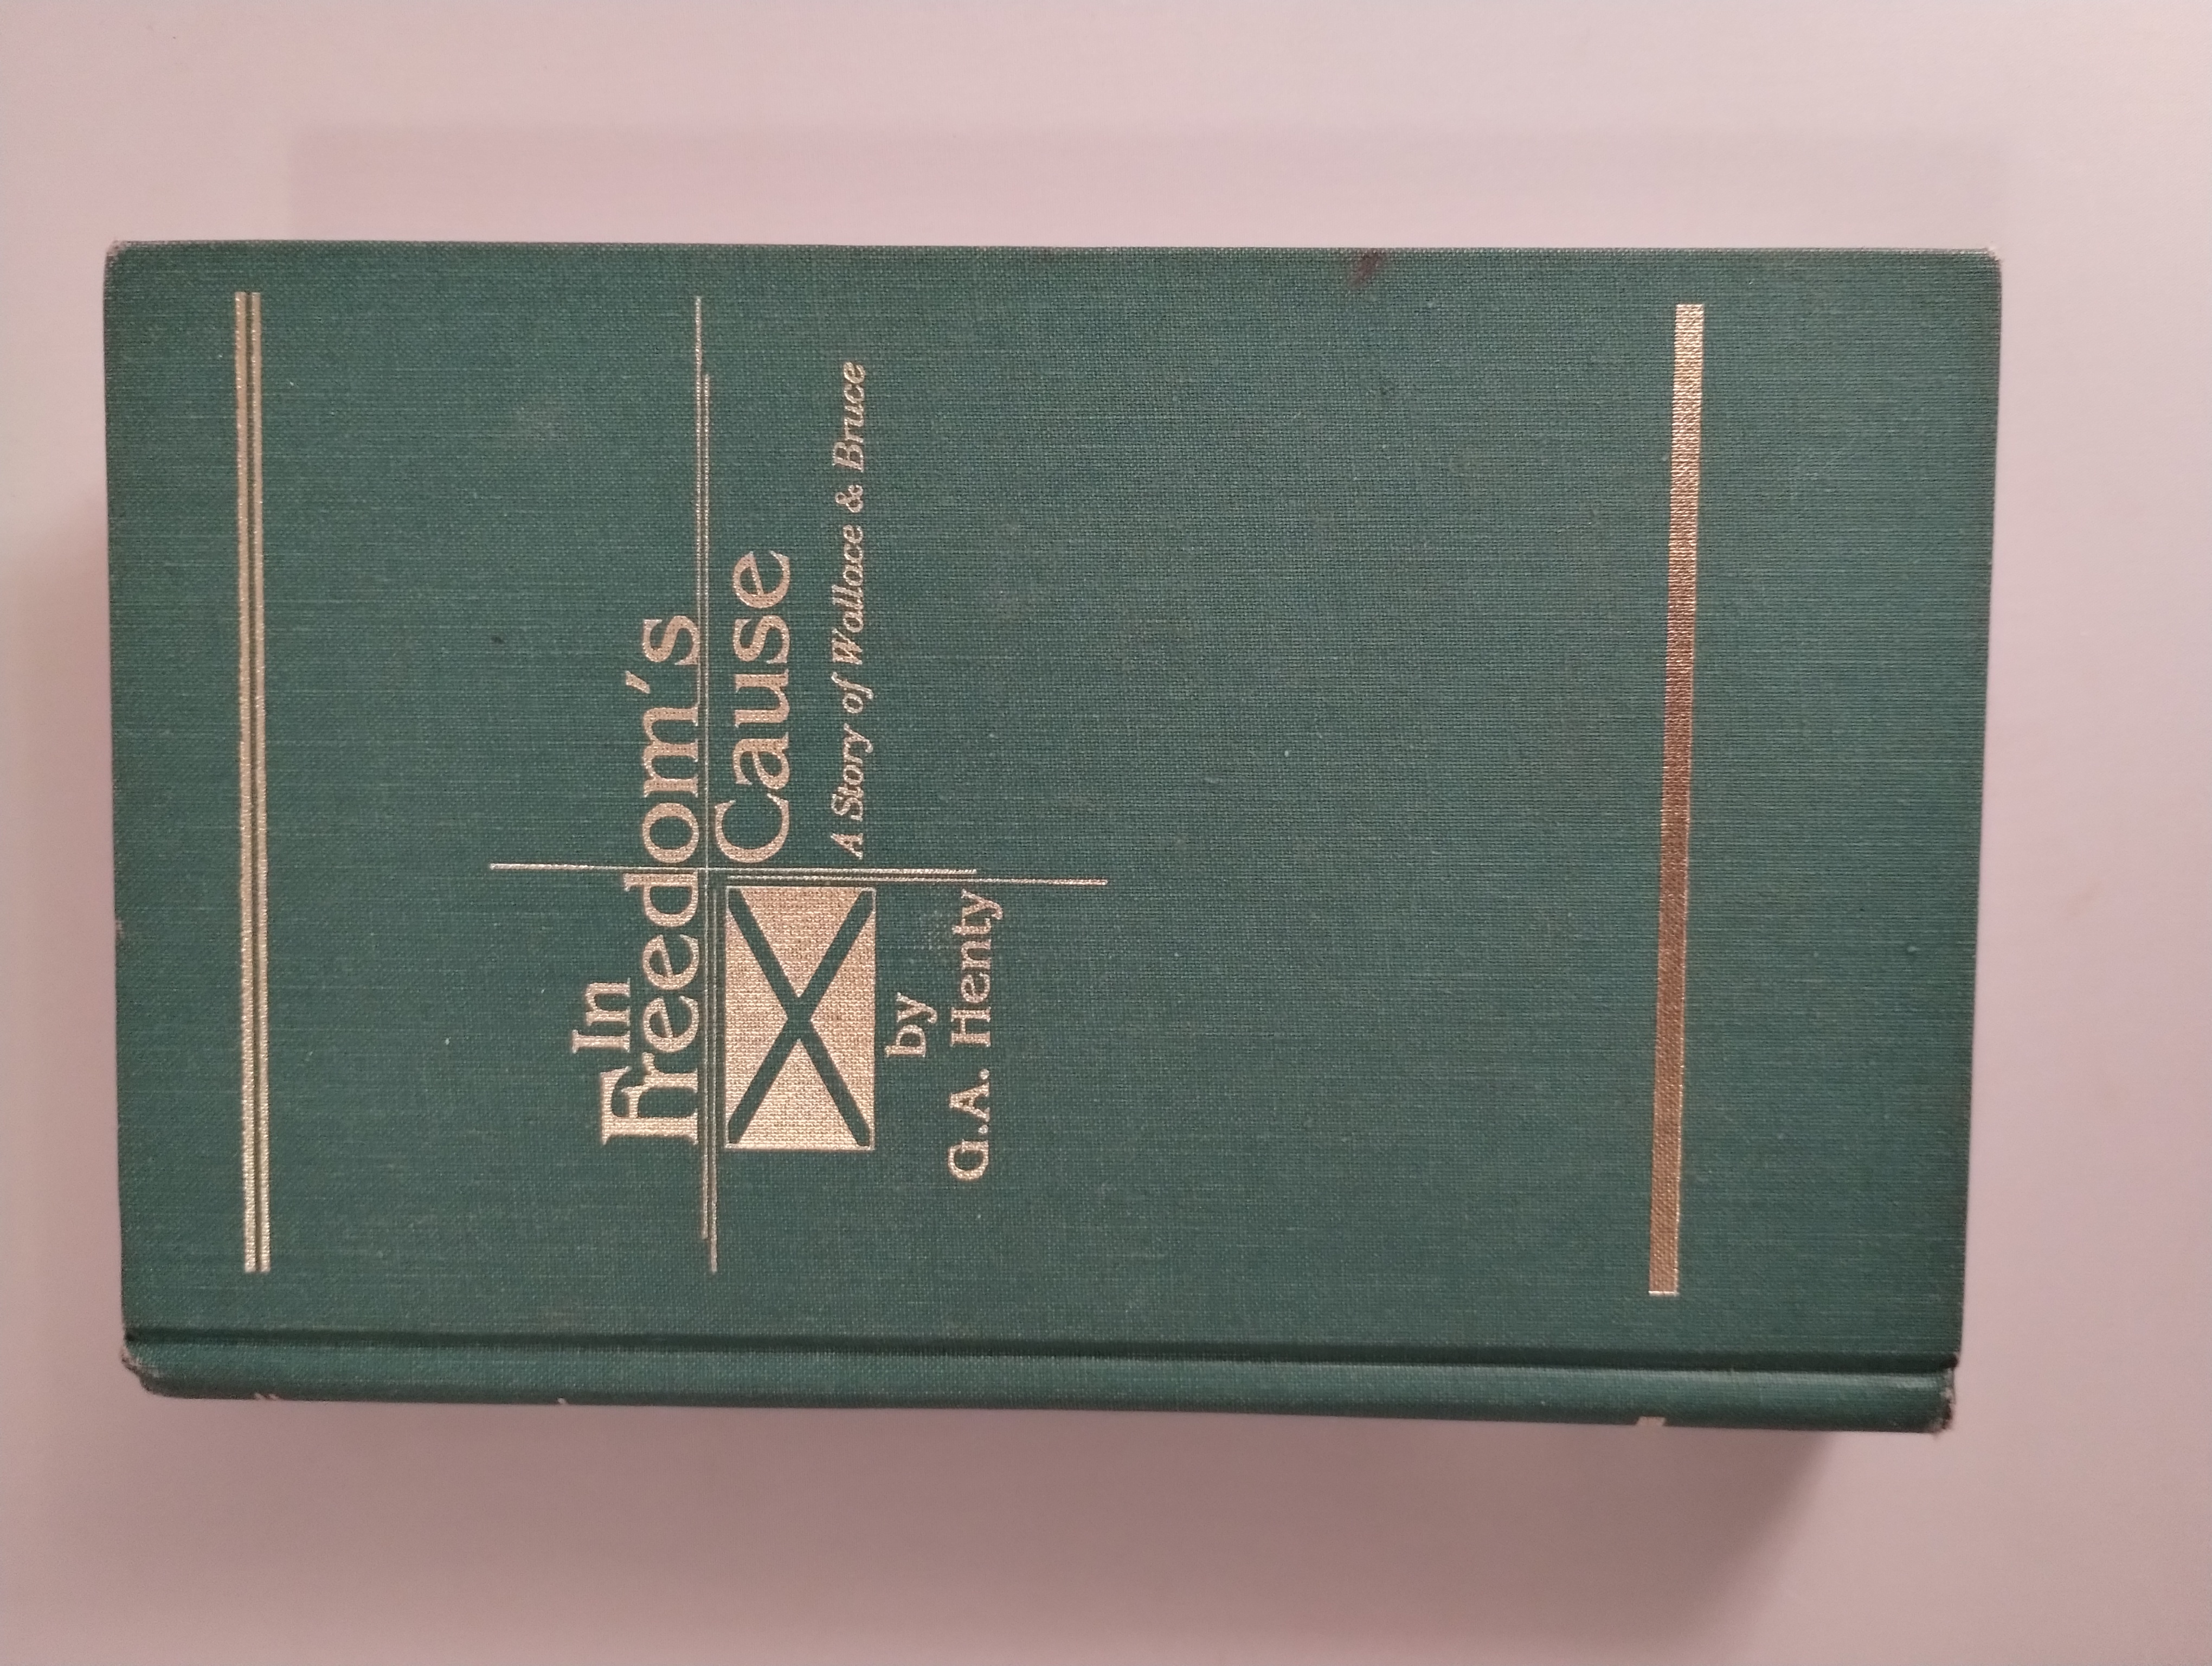 In
Freedom's
Cause
A Story of Wallace & Bruce
by
G.A. Henty